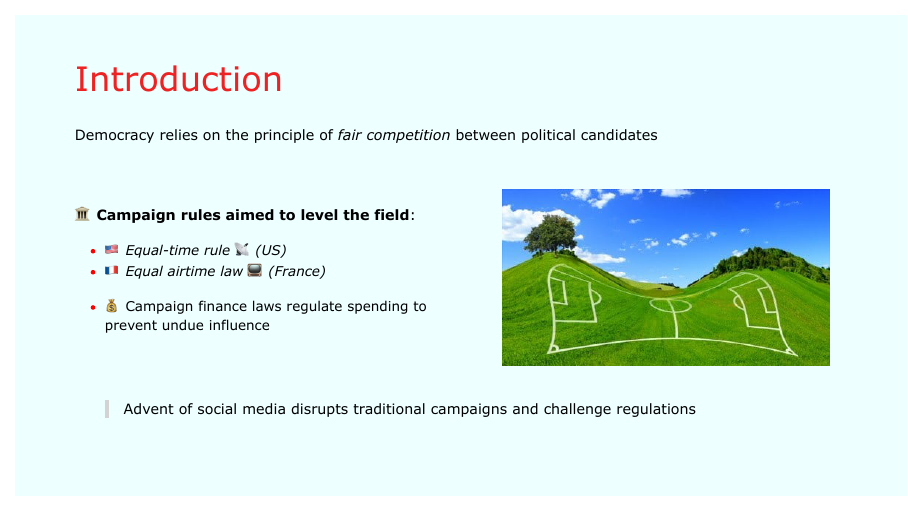 Introduction
Democracy relies on the principle of fair competition between political candidates
🏛️ Campaign rules aimed to level the field:
• 🇺🇸 Equal-time rule 📡 (US)
• 🇫🇷 Equal airtime law 📺 (France)
• 💰 Campaign finance laws regulate spending to
prevent undue influence
Advent of social media disrupts traditional campaigns and challenge regulations